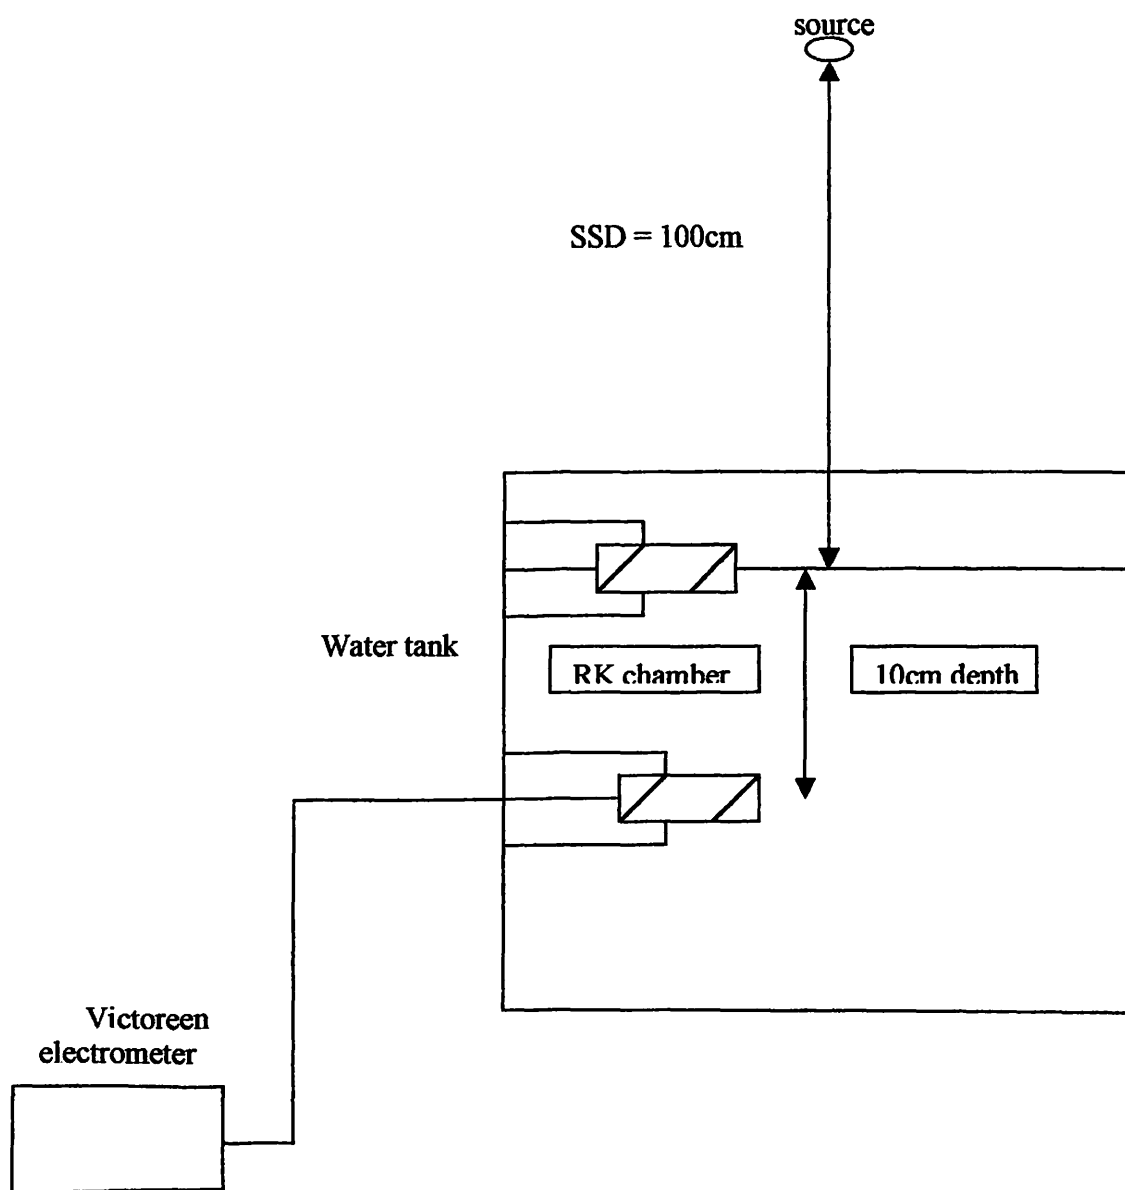 source
SSD = 100cm
Water tank
RK chamber
10cm depth
Victoreen
electrometer